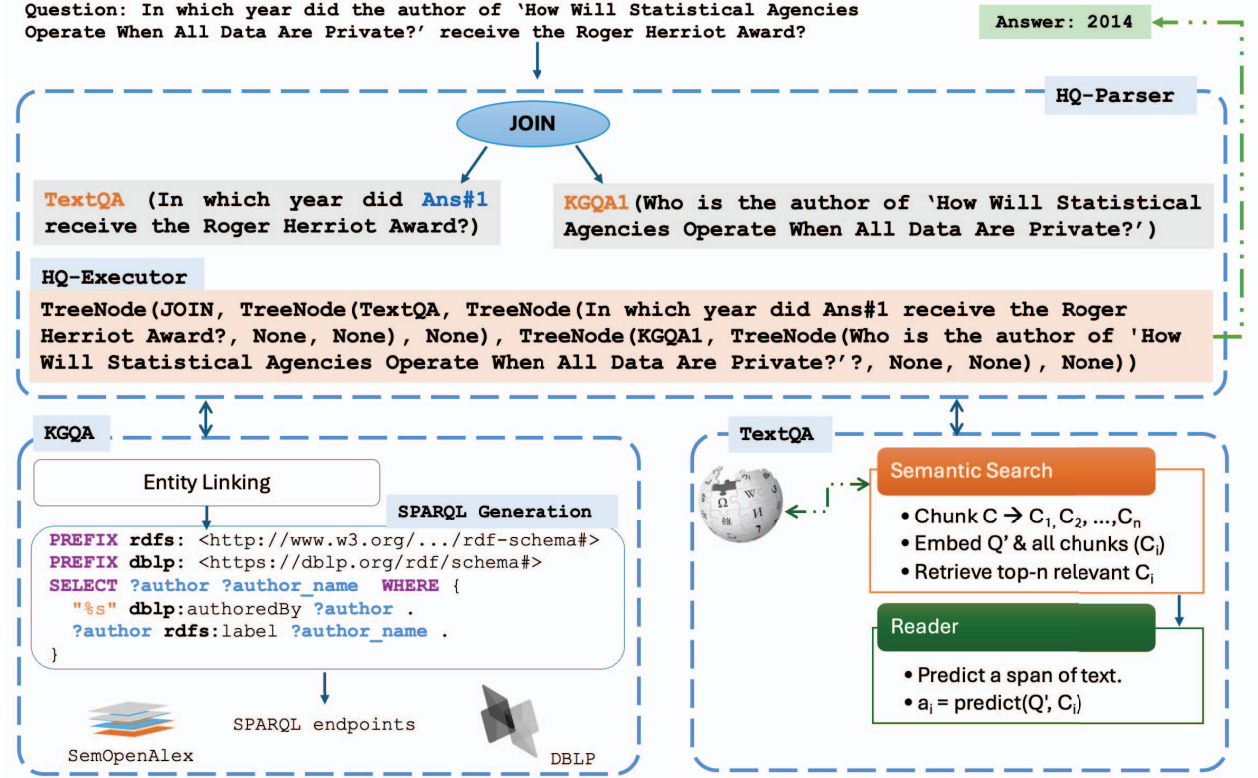 Question: In which year did the author of ‘How Will Statistical Agencies
Operate When All Data Are Private?’ receive the Roger Herriot Award?
Answer: 2014
HQ-Parser
JOIN
TextQA (In which year did Ans#1
receive the Roger Herriot Award?)
KGQA1(Who is the author of ‘How Will Statistical
Agencies Operate When All Data Are Private?’)
HQ-Executor
TreeNode(JOIN, TreeNode(TextQA, TreeNode(In which year did Ans#1 receive the Roger
Herriot Award?, None, None), None), TreeNode(KGQA1, TreeNode(Who is the author of 'How
Will Statistical Agencies Operate When All Data Are Private?’?, None, None), None))
KGQA
Entity Linking
SPARQL Generation
PREFIX rdfs: <http://www.w3.org/.../rdf-schema#>
PREFIX dblp: <https://dblp.org/rdf/schema#>
SELECT ?author ?author_name WHERE {
"%s" dblp:authoredBy ?author .
?author rdfs:label ?author_name .
}
SPARQL endpoints
SemOpenAlex
DBLP
TextQA
Ω W
維 И
7
Semantic Search
• Chunk C → C1, C2, ...,Cn
• Embed Q’ & all chunks (Ci)
• Retrieve top-n relevant Ci
Reader
• Predict a span of text.
• ai = predict(Q', Ci)